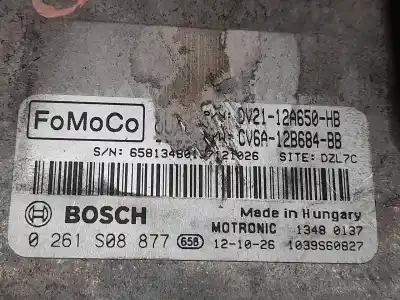 DV21-12A650-HB
FoMoCo
CV6A-12B684-BB
S/N: 65813480 121026 SITE: DZL7C
BOSCH
Made in Hungary
MOTRONIC 1348 0137
0 261 S08 877 658 12-10-26 1039S60827